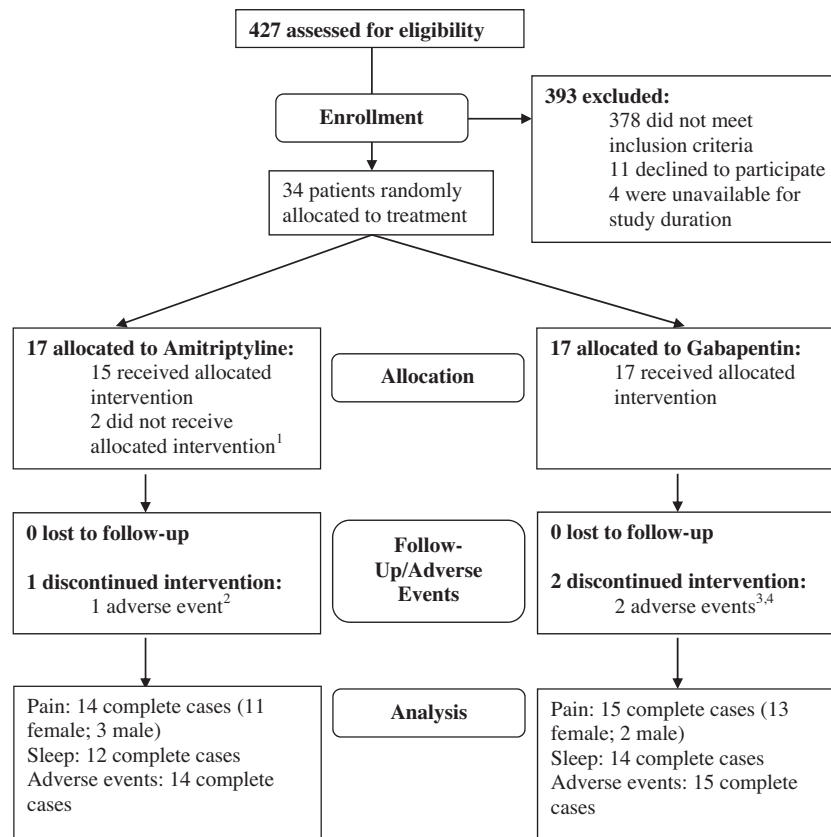 427 assessed for eligibility
Enrollment
393 excluded:
378 did not meet
inclusion criteria
11 declined to participate
4 were unavailable for
study duration
34 patients randomly
allocated to treatment
17 allocated to Amitriptyline:
15 received allocated
intervention
2 did not receive
allocated intervention1
Allocation
17 allocated to Gabapentin:
17 received allocated
intervention
0 lost to follow-up
1 discontinued intervention:
1 adverse event2
Follow-
Up/Adverse
Events
0 lost to follow-up
2 discontinued intervention:
2 adverse events3,4
Pain: 14 complete cases (11
female; 3 male)
Sleep: 12 complete cases
Adverse events: 14 complete
cases
Analysis
Pain: 15 complete cases (13
female; 2 male)
Sleep: 14 complete cases
Adverse events: 15 complete
cases